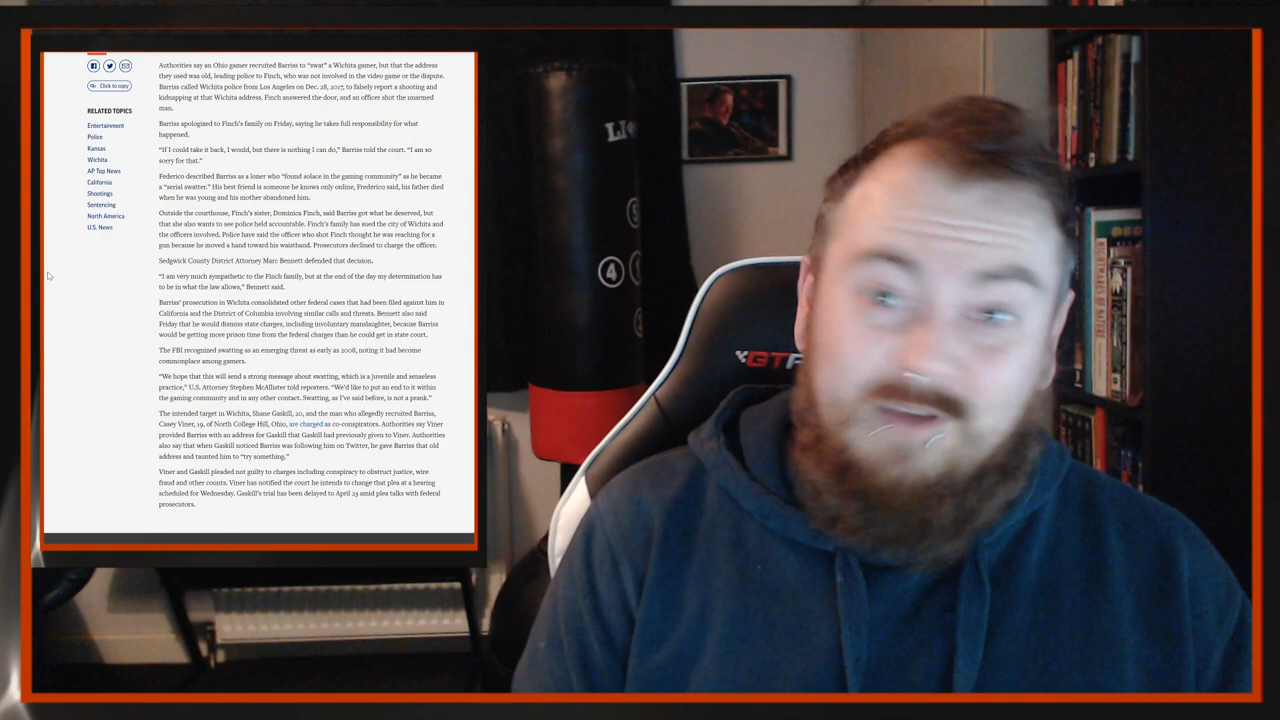 Click to copy
RELATED TOPICS
Entertainment
Police
Kansas
Wichita
AP Top News
California
Shootings
Sentencing
North America
U.S. News
Authorities say an Ohio gamer recruited Barriss to “swat” a Wichita gamer, but that the address
they used was old, leading police to Finch, who was not involved in the video game or the dispute.
Barriss called Wichita police from Los Angeles on Dec. 28, 2017, to falsely report a shooting and
kidnapping at that Wichita address. Finch answered the door, and an officer shot the unarmed
man.
Barriss apologized to Finch’s family on Friday, saying he takes full responsibility for what
happened.
“If I could take it back, I would, but there is nothing I can do,” Barriss told the court. “I am so
sorry for that.”
Federico described Barriss as a loner who “found solace in the gaming community” as he became
a “serial swatter.” His best friend is someone he knows only online, Frederico said, his father died
when he was young and his mother abandoned him.
Outside the courthouse, Finch’s sister, Dominica Finch, said Barriss got what he deserved, but
that she also wants to see police held accountable. Finch’s family has sued the city of Wichita and
the officers involved. Police have said the officer who shot Finch thought he was reaching for a
gun because he moved a hand toward his waistband. Prosecutors declined to charge the officer.
Sedgwick County District Attorney Marc Bennett defended that decision.
“I am very much sympathetic to the Finch family, but at the end of the day my determination has
to be in what the law allows,” Bennett said.
Barriss’ prosecution in Wichita consolidated other federal cases that had been filed against him in
California and the District of Columbia involving similar calls and threats. Bennett also said
Friday that he would dismiss state charges, including involuntary manslaughter, because Barriss
would be getting more prison time from the federal charges than he could get in state court.
The FBI recognized swatting as an emerging threat as early as 2008, noting it had become
commonplace among gamers.
“We hope that this will send a strong message about swatting, which is a juvenile and senseless
practice,” U.S. Attorney Stephen McAllister told reporters. “We’d like to put an end to it within
the gaming community and in any other contact. Swatting, as I’ve said before, is not a prank.”
The intended target in Wichita, Shane Gaskill, 20, and the man who allegedly recruited Barriss,
Casey Viner, 19, of North College Hill, Ohio, are charged as co-conspirators. Authorities say Viner
provided Barriss with an address for Gaskill that Gaskill had previously given to Viner. Authorities
also say that when Gaskill noticed Barriss was following him on Twitter, he gave Barriss that old
address and taunted him to “try something.”
Viner and Gaskill pleaded not guilty to charges including conspiracy to obstruct justice, wire
fraud and other counts. Viner has notified the court he intends to change that plea at a hearing
scheduled for Wednesday. Gaskill’s trial has been delayed to April 23 amid plea talks with federal
prosecutors.
4